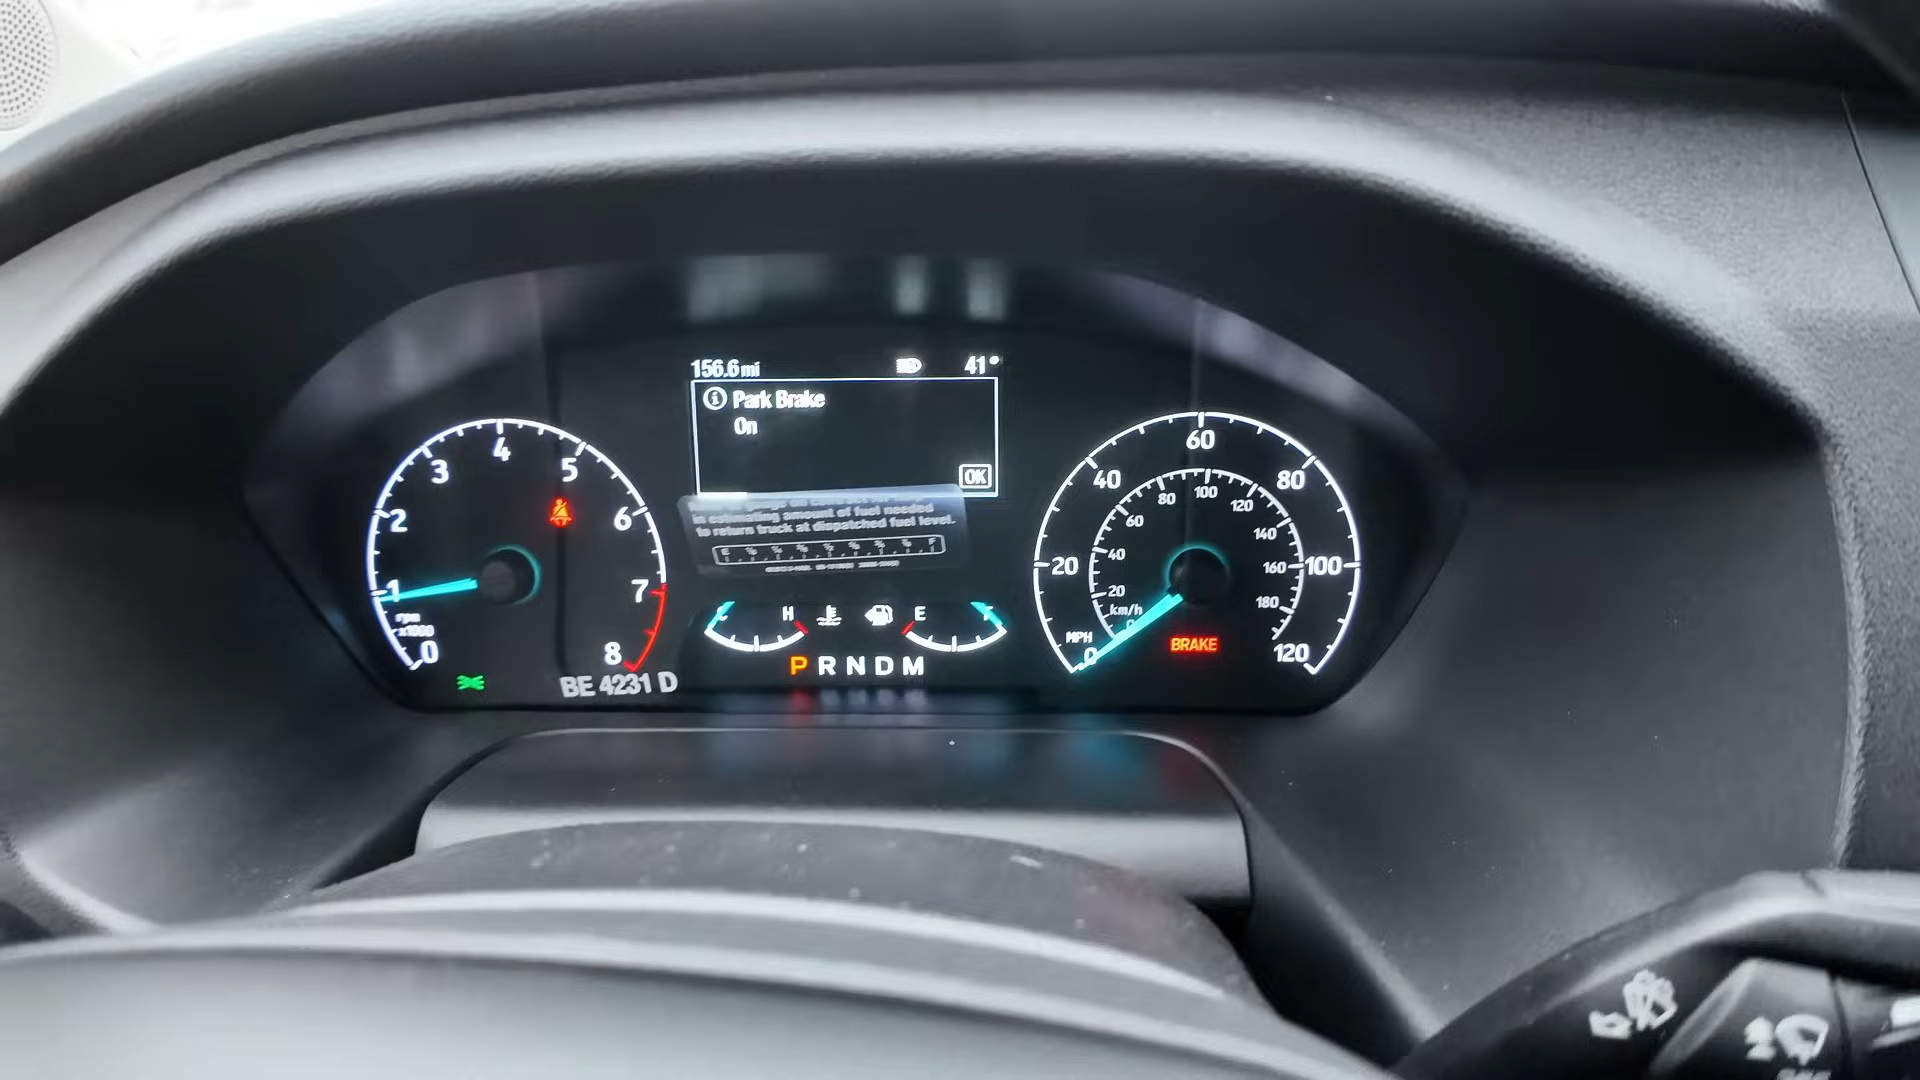 156.6 mi 41°
Park Brake
On
OK
in estimating amount of fuel needed
to return truck at dispatched fuel level.
E F
0 1 2 3 4 5 6 7 8
rpm
x1000
BE 4231 D
C H E F
P R N D M
0 20 40 60 80 100 120
MPH
0 20 40 60 80 100 120 140 160 180
km/h
BRAKE